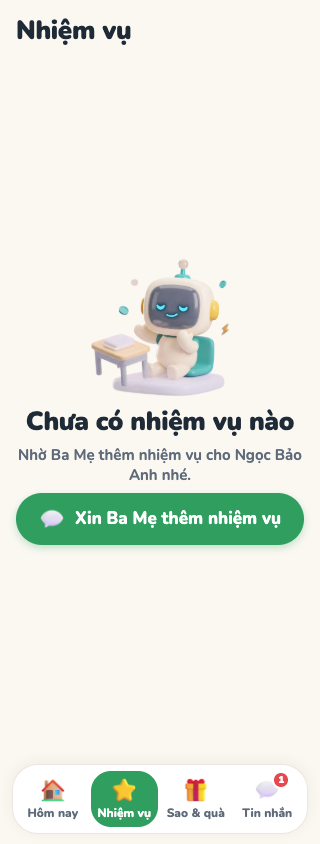 Nhiệm vụ
Chưa có nhiệm vụ nào
Nhờ Ba Mẹ thêm nhiệm vụ cho Ngọc Bảo
Anh nhé.
Xin Ba Mẹ thêm nhiệm vụ
1
Hôm nay Nhiệm vụ Sao & quà Tin nhắn